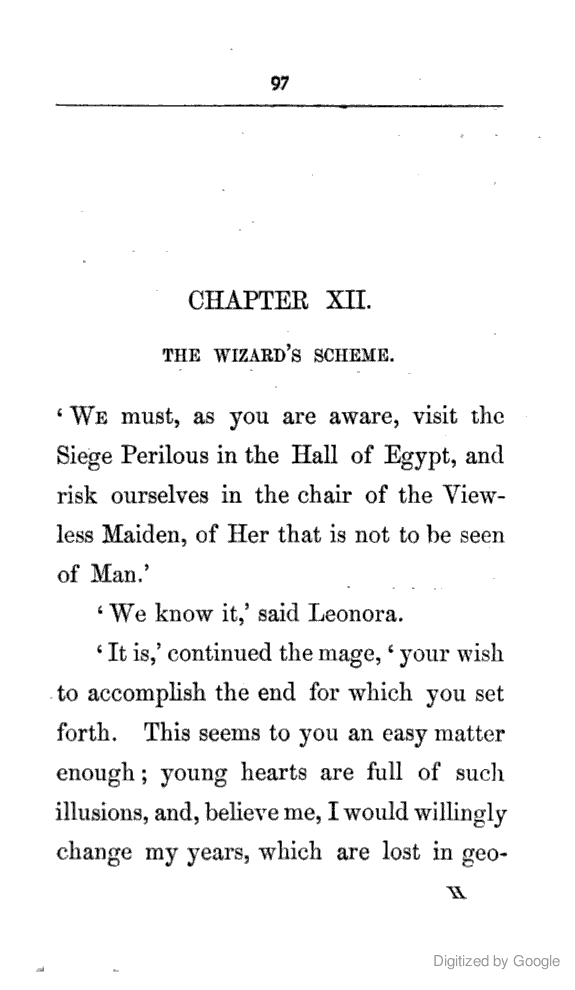 97
CHAPTER XII.
THE WIZARD'S SCHEME.
‘WE must, as you are aware, visit the
Siege Perilous in the Hall of Egypt, and
risk ourselves in the chair of the View-
less Maiden, of Her that is not to be seen
of Man.’
‘We know it,’ said Leonora.
‘It is,’ continued the mage, ‘your wish
to accomplish the end for which you set
forth. This seems to you an easy matter
enough; young hearts are full of such
illusions, and, believe me, I would willingly
change my years, which are lost in geo-
Digitized by Google